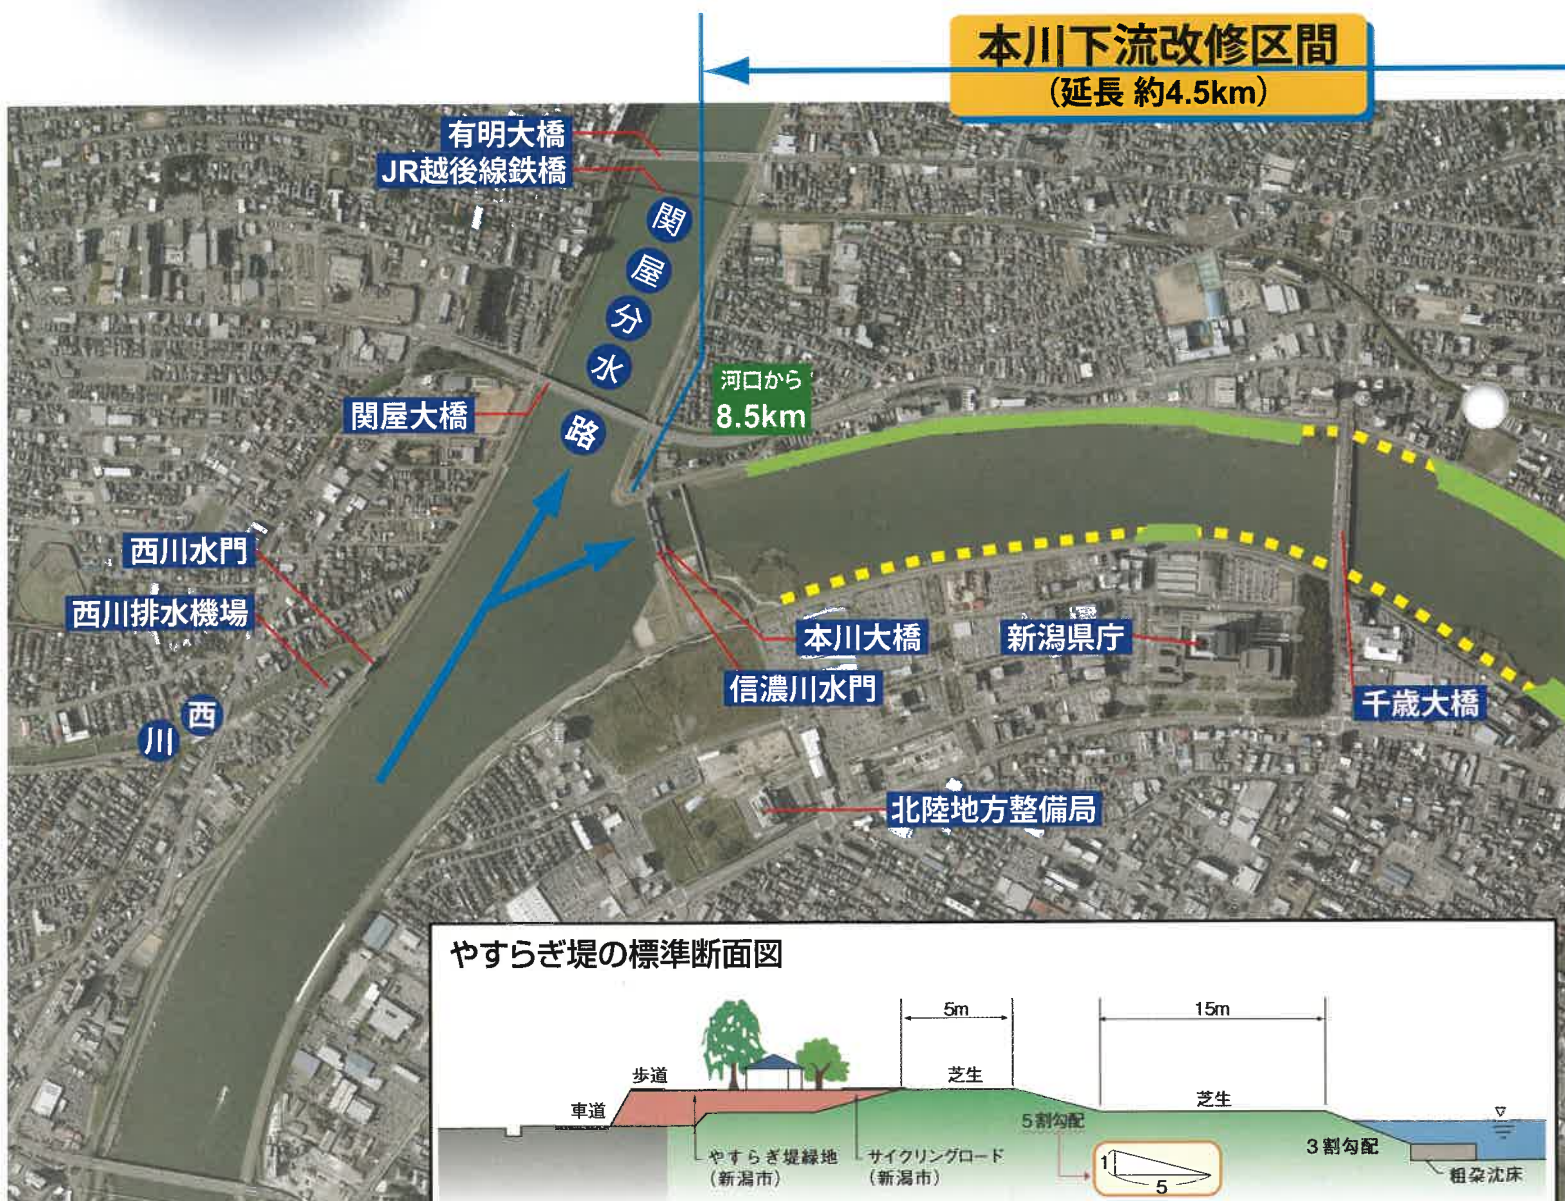 本川下流改修区間
(延長 約4.5km)
有明大橋
JR越後線鉄橋
関屋分水路
河口から
8.5km
関屋大橋
西川水門
西川排水機場
西川
本川大橋
信濃川水門
新潟県庁
千歳大橋
北陸地方整備局
やすらぎ堤の標準断面図
5m
15m
歩道
芝生
車道
芝生
5割勾配
3割勾配
やすらぎ堤緑地
(新潟市)
サイクリングロード
(新潟市)
1
5
粗朶沈床